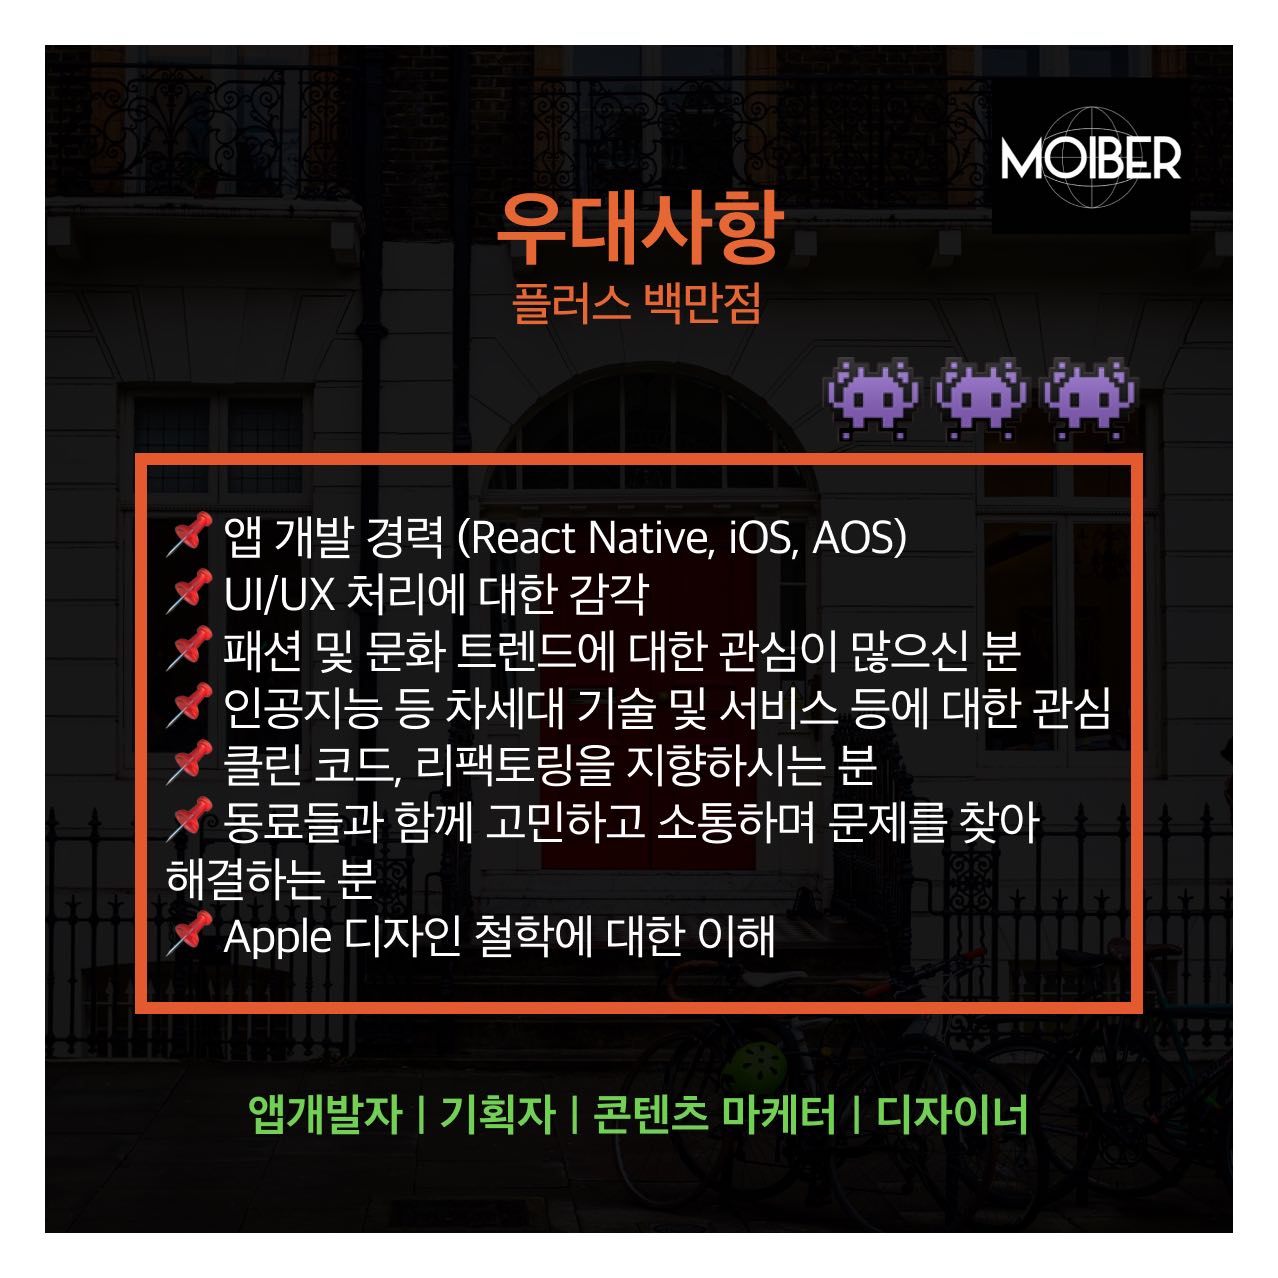 MOIBER
우대사항
플러스 백만점
📌 앱 개발 경력 (React Native, iOS, AOS)
📌 UI/UX 처리에 대한 감각
📌 패션 및 문화 트렌드에 대한 관심이 많으신 분
📌 인공지능 등 차세대 기술 및 서비스 등에 대한 관심
📌 클린 코드, 리팩토링을 지향하시는 분
📌 동료들과 함께 고민하고 소통하며 문제를 찾아
해결하는 분
📌 Apple 디자인 철학에 대한 이해
앱개발자 | 기획자 | 콘텐츠 마케터 | 디자이너